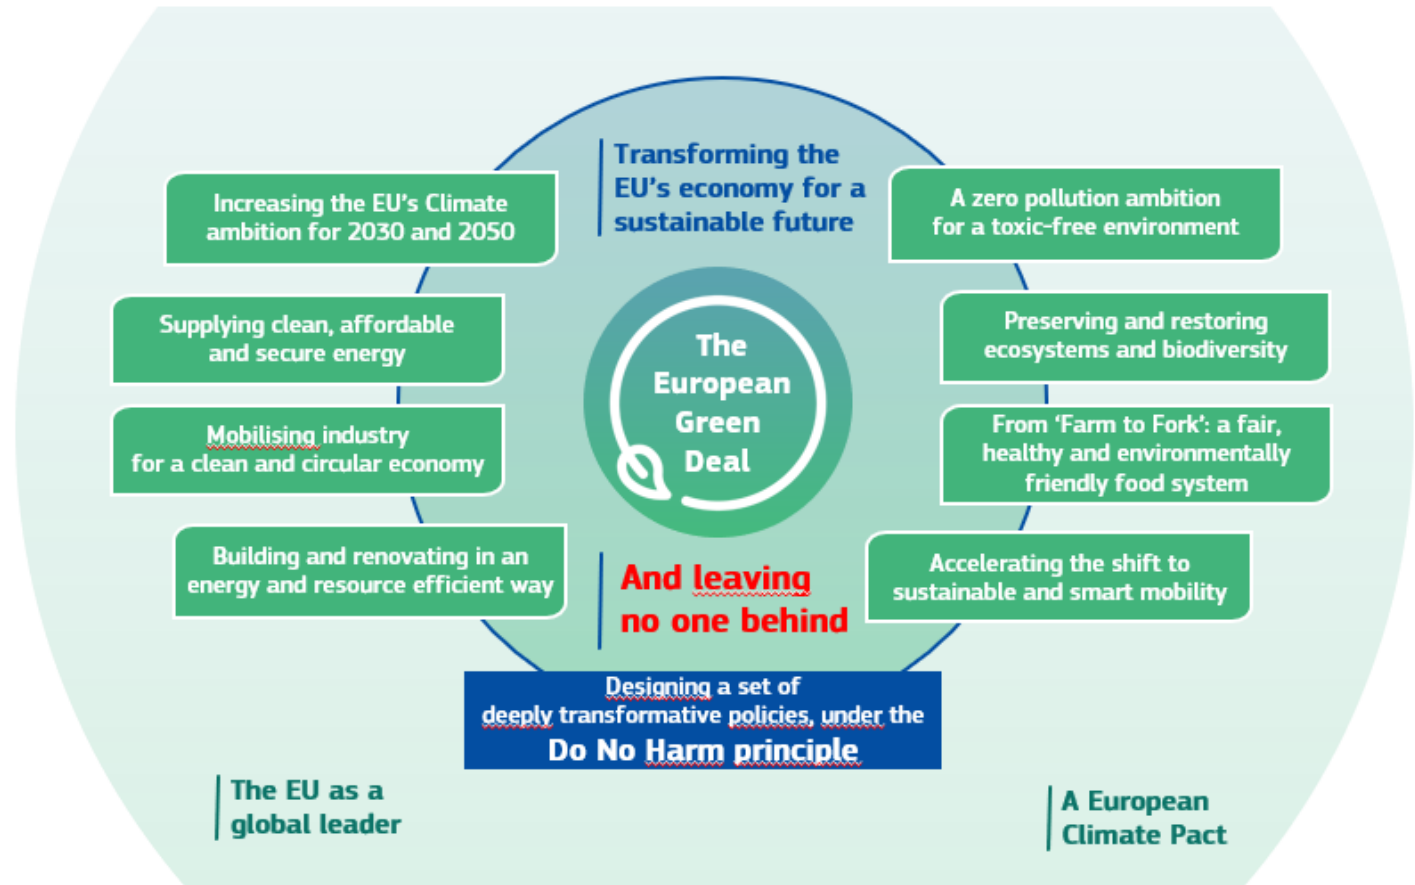 Transforming the
EU's economy for a
sustainable future
Increasing the EU's Climate
ambition for 2030 and 2050
Supplying clean, affordable
and secure energy
Mobilising industry
for a clean and circular economy
Building and renovating in an
energy and resource efficient way
The
European
Green
Deal
A zero pollution ambition
for a toxic-free environment
Preserving and restoring
ecosystems and biodiversity
From ‘Farm to Fork’: a fair,
healthy and environmentally
friendly food system
Accelerating the shift to
sustainable and smart mobility
And leaving
no one behind
Designing a set of
deeply transformative policies, under the
Do No Harm principle
The EU as a
global leader
A European
Climate Pact